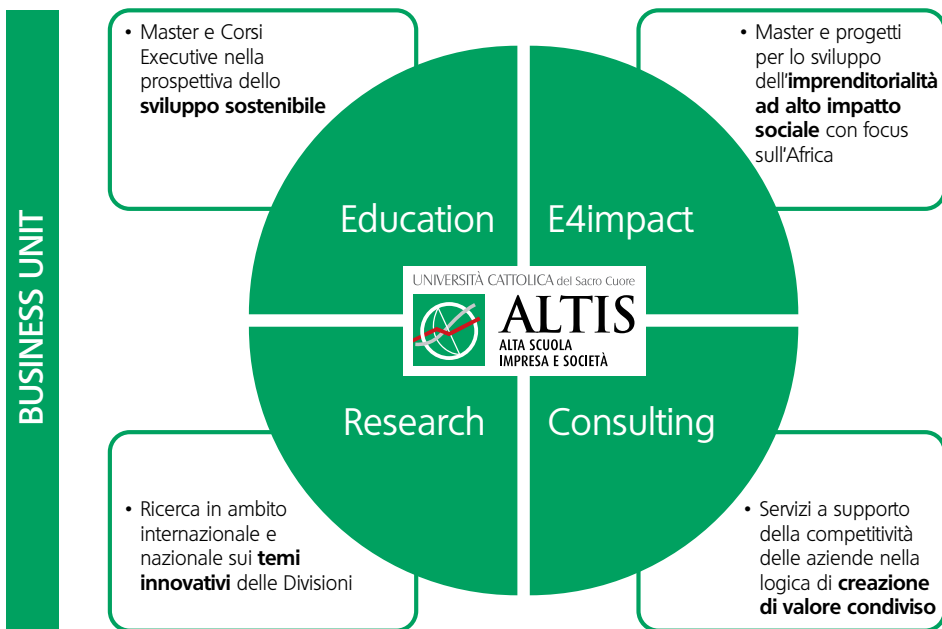 BUSINESS UNIT
• Master e Corsi
Executive nella
prospettiva dello
sviluppo sostenibile
• Master e progetti
per lo sviluppo
dell'imprenditorialità
ad alto impatto
sociale con focus
sull'Africa
Education
E4impact
UNIVERSITÀ CATTOLICA del Sacro Cuore
ALTIS
ALTA SCUOLA
IMPRESA E SOCIETÀ
Research
Consulting
• Ricerca in ambito
internazionale e
nazionale sui temi
innovativi delle Divisioni
• Servizi a supporto
della competitività
delle aziende nella
logica di creazione
di valore condiviso